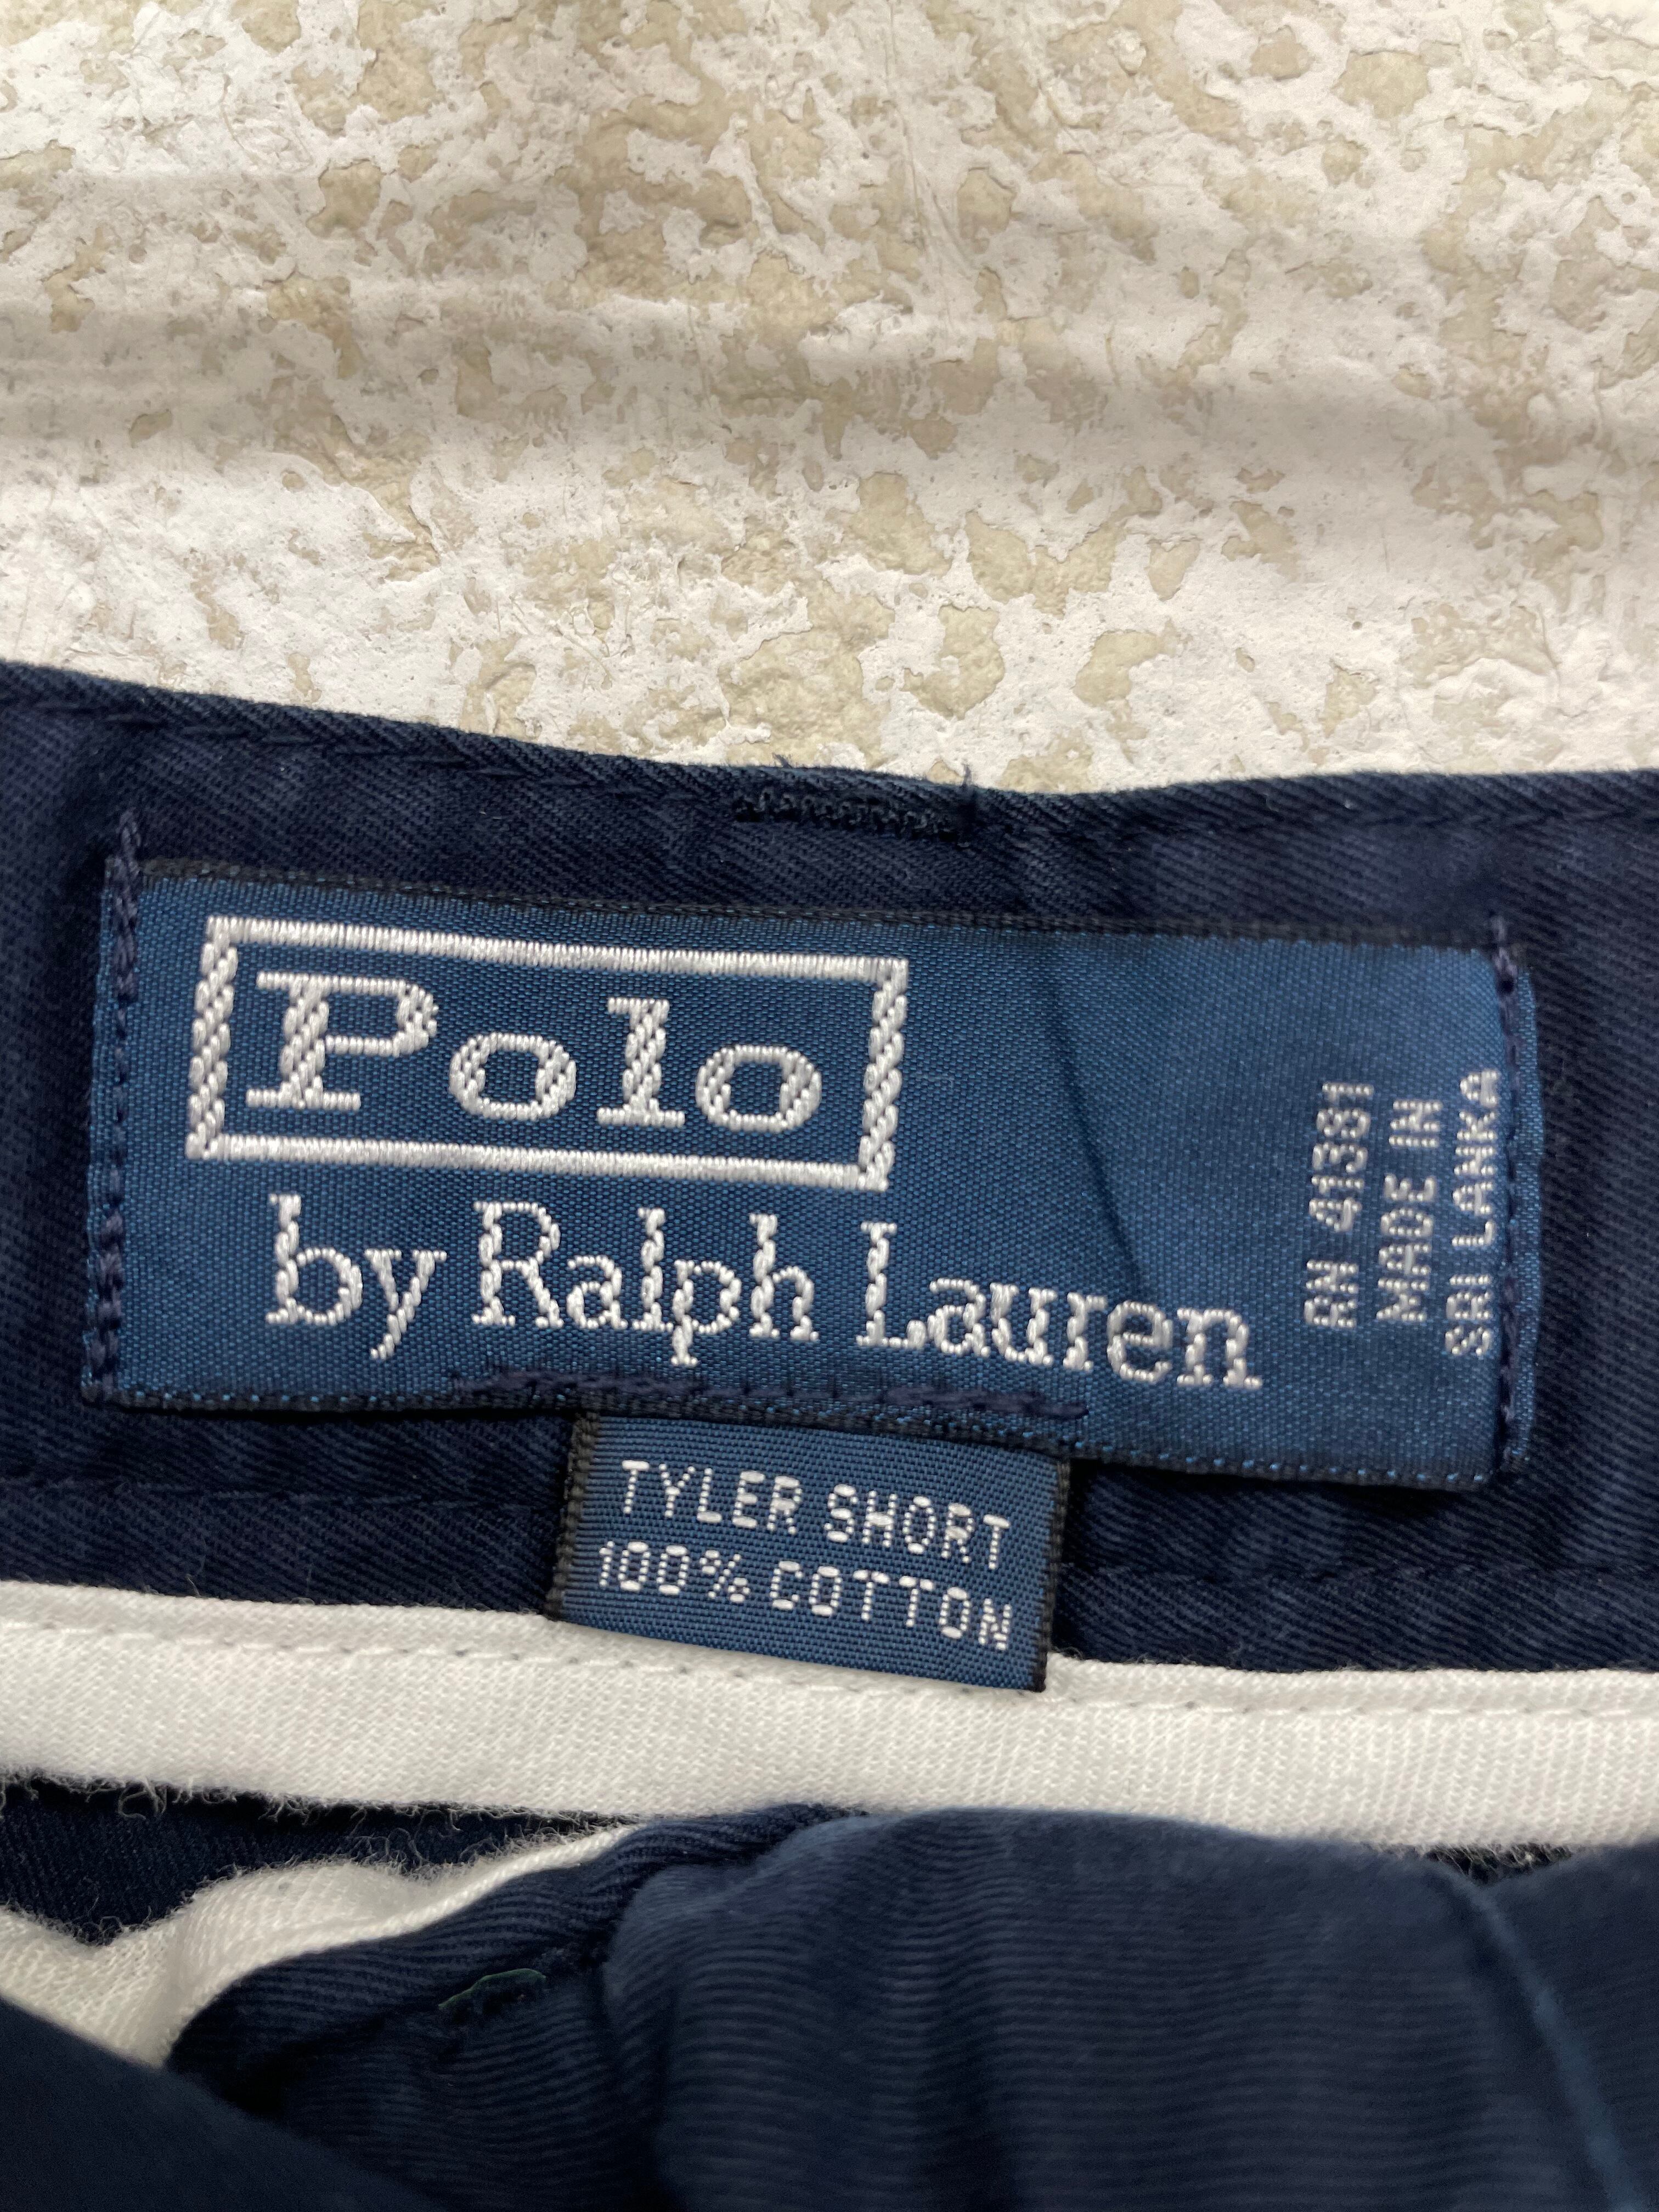 Polo
by Ralph Lauren
RN 41381
MADE IN
SRI LANKA
TYLER SHORT
100% COTTON